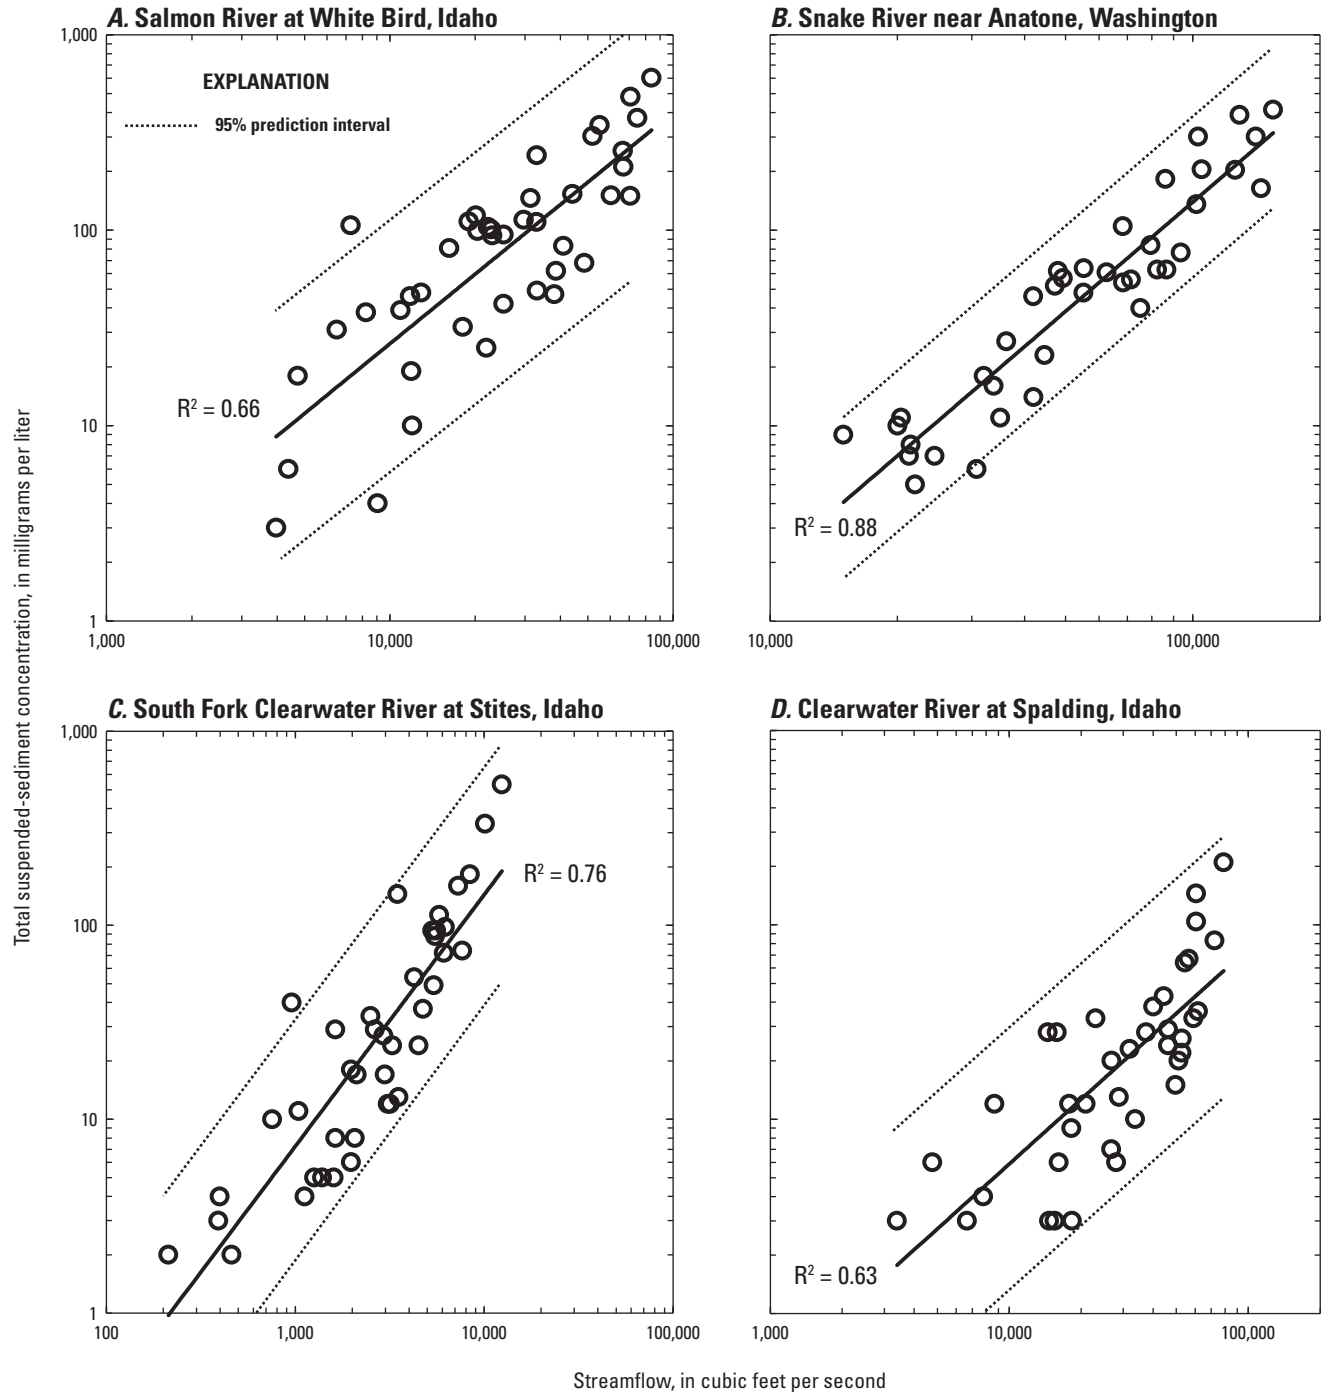 A. Salmon River at White Bird, Idaho
1,000
100
10
1
EXPLANATION
95% prediction interval
R² = 0.66
1,000
10,000
100,000
B. Snake River near Anatone, Washington
R² = 0.88
10,000
100,000
Total suspended-sediment concentration, in milligrams per liter
C. South Fork Clearwater River at Stites, Idaho
1,000
100
10
1
R² = 0.76
100
1,000
10,000
100,000
D. Clearwater River at Spalding, Idaho
R² = 0.63
1,000
10,000
100,000
Streamflow, in cubic feet per second